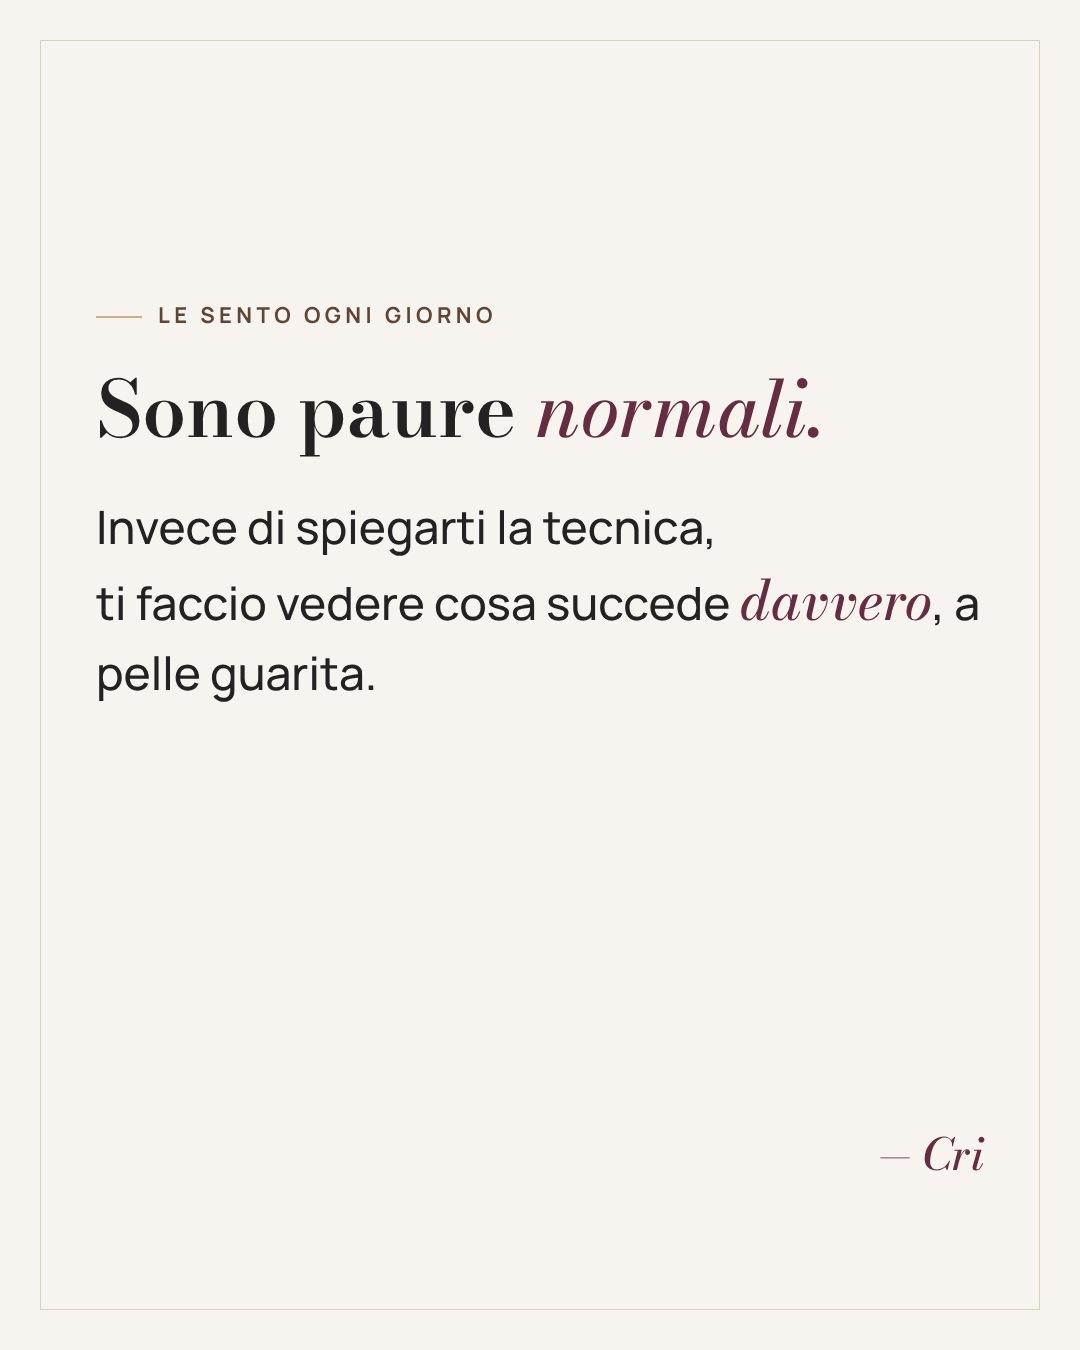 LE SENTO OGNI GIORNO
Sono paure normali.
Invece di spiegarti la tecnica,
ti faccio vedere cosa succede davvero, a
pelle guarita.
— Cri